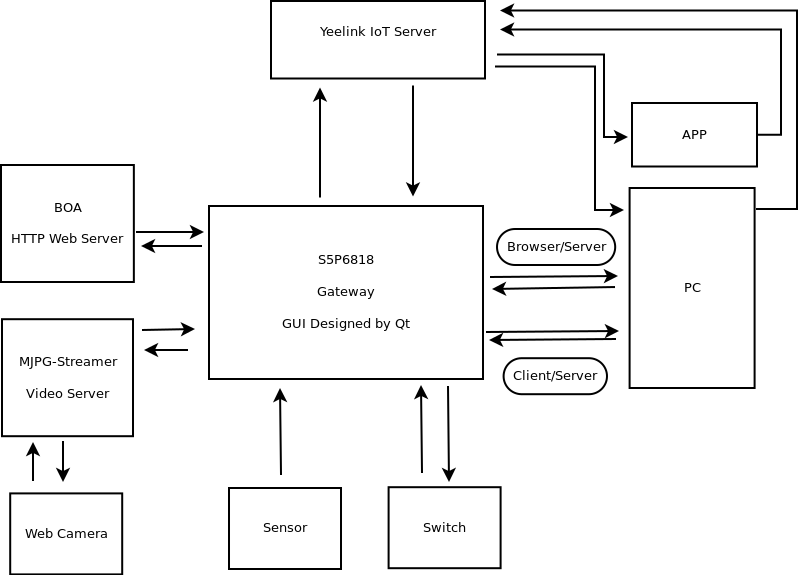 Yeelink IoT Server
APP
BOA
HTTP Web Server
S5P6818
Gateway
GUI Designed by Qt
Browser/Server
PC
MJPG-Streamer
Video Server
Client/Server
Web Camera
Sensor
Switch